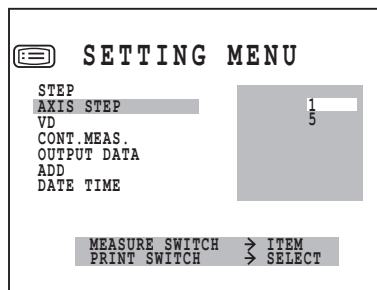 SETTING MENU
STEP
AXIS STEP 1
VD 5
CONT.MEAS.
OUTPUT DATA
ADD
DATE TIME
MEASURE SWITCH → ITEM
PRINT SWITCH → SELECT